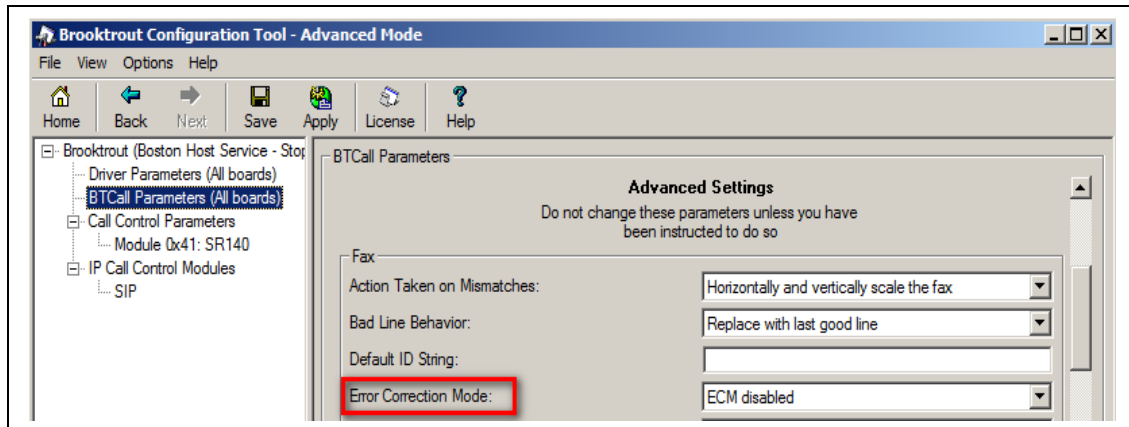 Brooktrout Configuration Tool - Advanced Mode
File View Options Help
Home Back Next Save Apply License Help
Brooktrout (Boston Host Service - Stop
Driver Parameters (All boards)
BTCall Parameters (All boards)
Call Control Parameters
Module 0x41: SR140
IP Call Control Modules
SIP
BTCall Parameters
Advanced Settings
Do not change these parameters unless you have
been instructed to do so
Fax
Action Taken on Mismatches: Horizontally and vertically scale the fax
Bad Line Behavior: Replace with last good line
Default ID String:
Error Correction Mode: ECM disabled